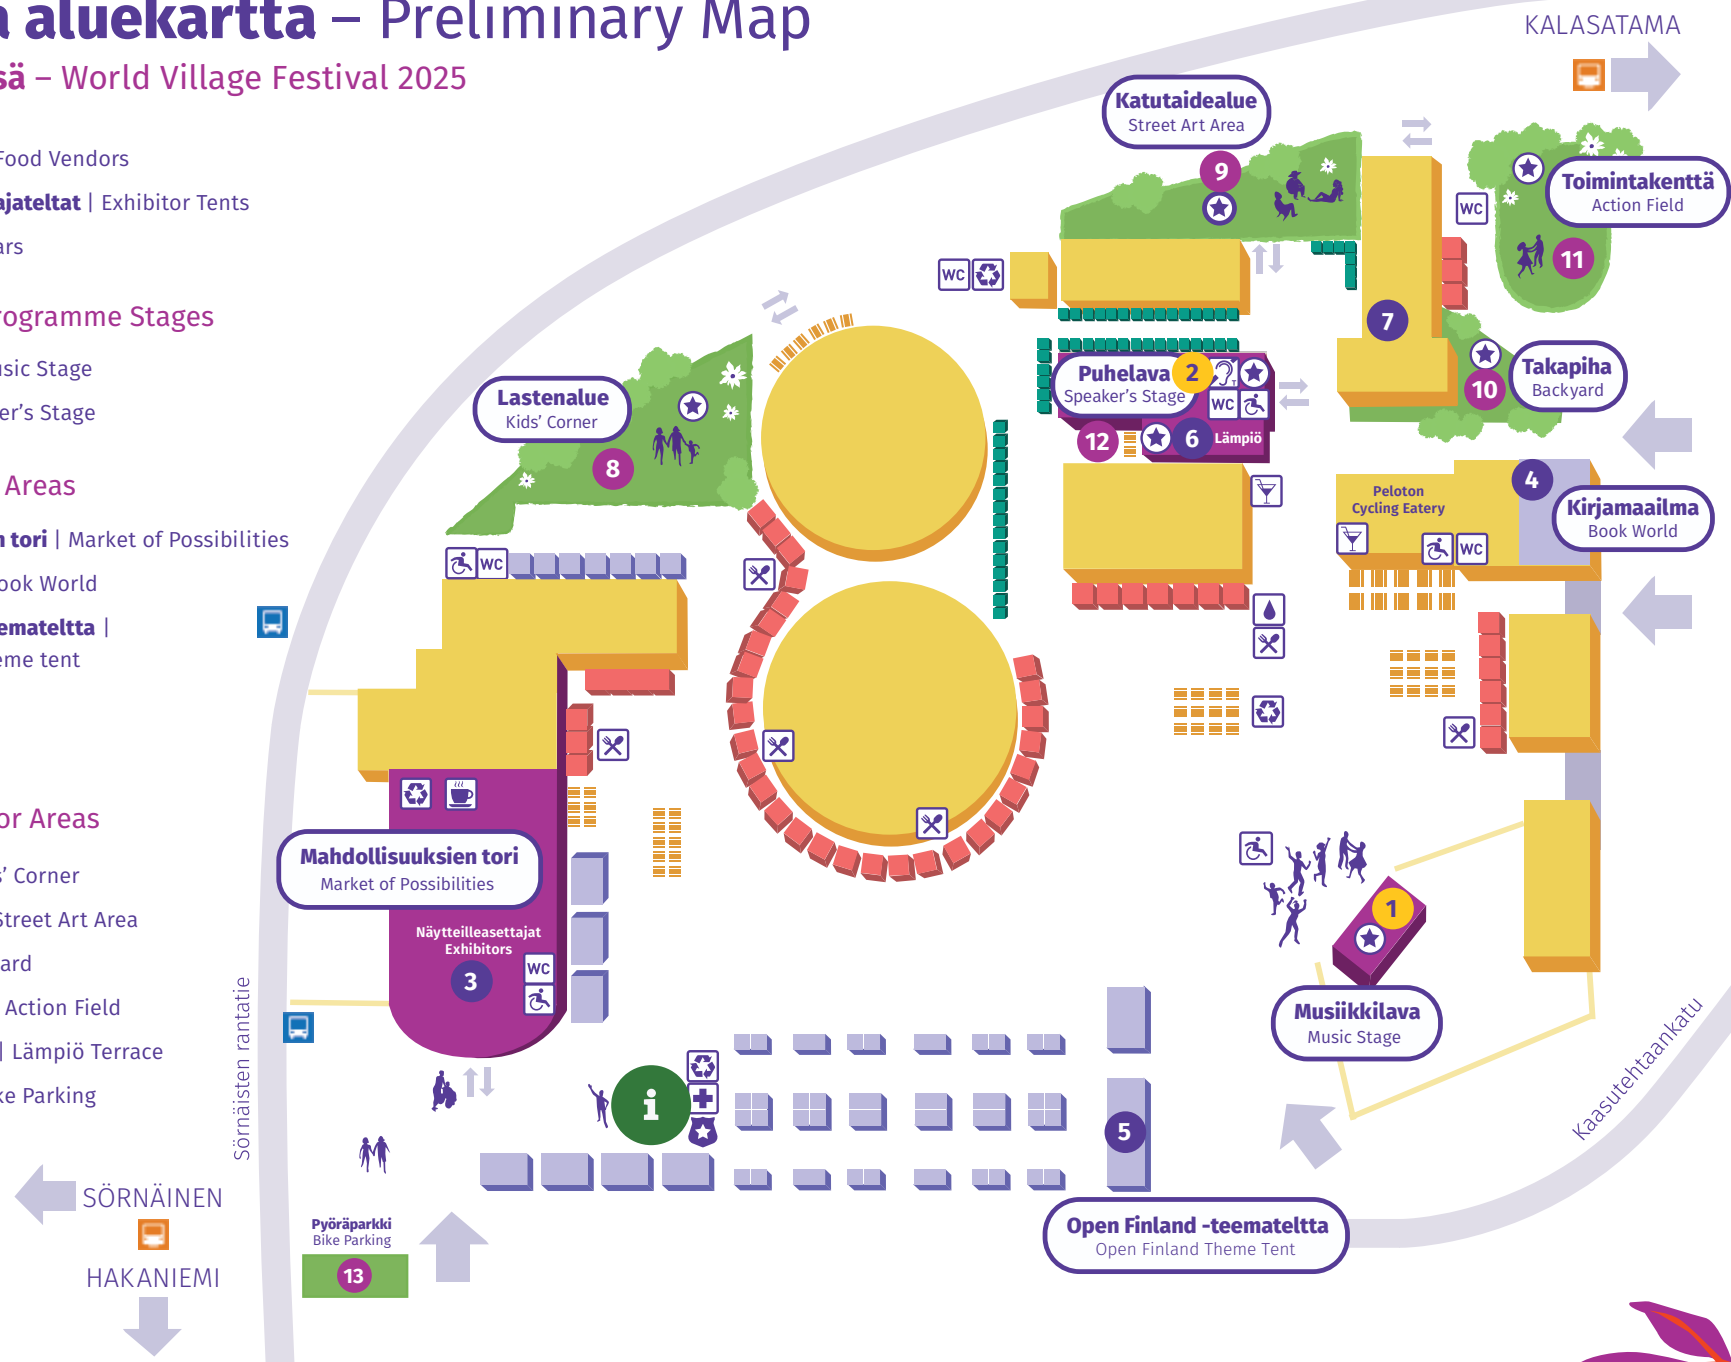 aluekartta – Preliminary Map
sä – World Village Festival 2025
Food Vendors
ajateltat | Exhibitor Tents
ars
rogramme Stages
usic Stage
er's Stage
Areas
n tori | Market of Possibilities
ook World
eemateltta |
eme tent
or Areas
s' Corner
Street Art Area
ard
Action Field
| Lämpiö Terrace
ke Parking
KALASATAMA
Katutaidealue
Street Art Area
9
Toimintakenttä
Action Field
WC
11
WC
7
Puhelava
Speaker's Stage
2
WC
12
6
Lämpiö
Takapiha
Backyard
10
Lastenalue
Kids' Corner
8
Peloton
Cycling Eatery
4
Kirjamaailma
Book World
WC
WC
Mahdollisuuksien tori
Market of Possibilities
Näytteilleasettajat
Exhibitors
3
WC
1
Musiikkilava
Music Stage
Sörnäisten rantatie
Kaasutehtaankatu
i
5
SÖRNÄINEN
HAKANIEMI
Pyöräparkki
Bike Parking
13
Open Finland -teemateltta
Open Finland Theme Tent